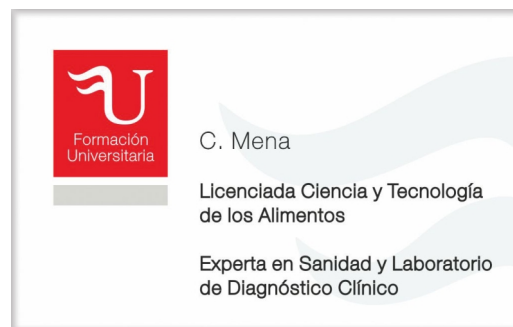 U
Formación
Universitaria
C. Mena
Licenciada Ciencia y Tecnología
de los Alimentos
Experta en Sanidad y Laboratorio
de Diagnóstico Clínico